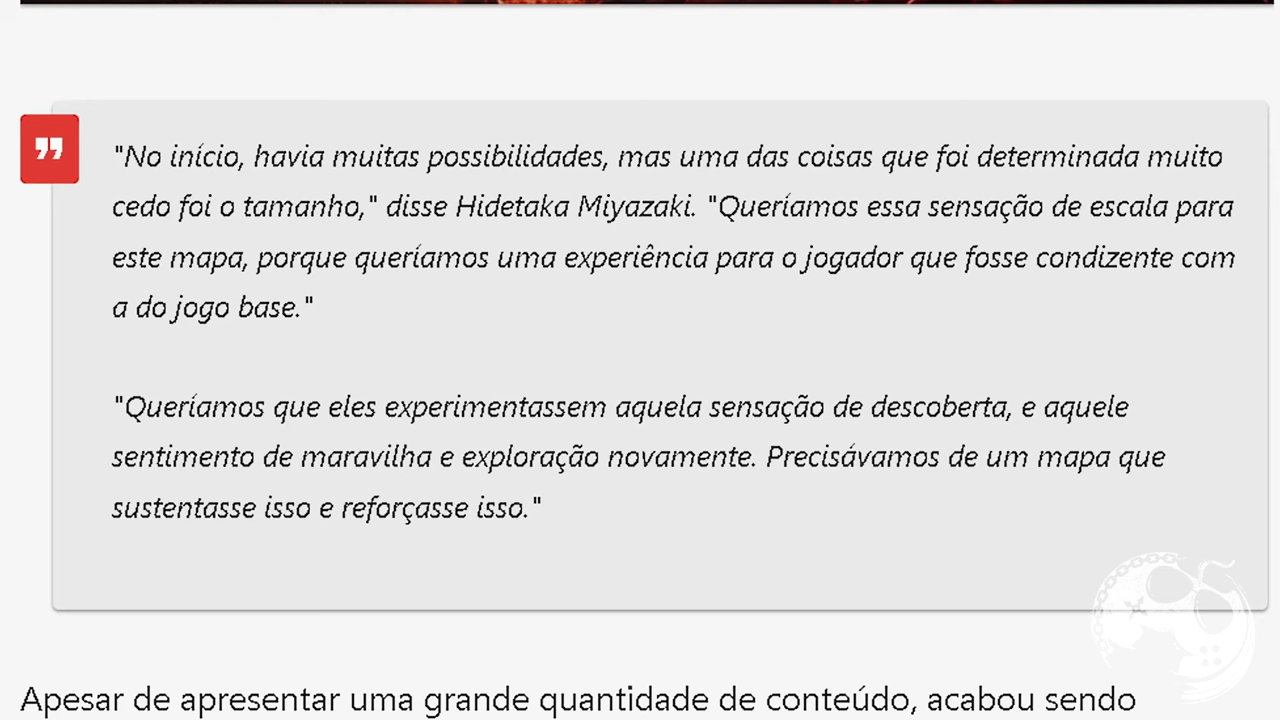 "No início, havia muitas possibilidades, mas uma das coisas que foi determinada muito
cedo foi o tamanho," disse Hidetaka Miyazaki. "Queríamos essa sensação de escala para
este mapa, porque queríamos uma experiência para o jogador que fosse condizente com
a do jogo base."
"Queríamos que eles experimentassem aquela sensação de descoberta, e aquele
sentimento de maravilha e exploração novamente. Precisávamos de um mapa que
sustentasse isso e reforçasse isso."
Apesar de apresentar uma grande quantidade de conteúdo, acabou sendo